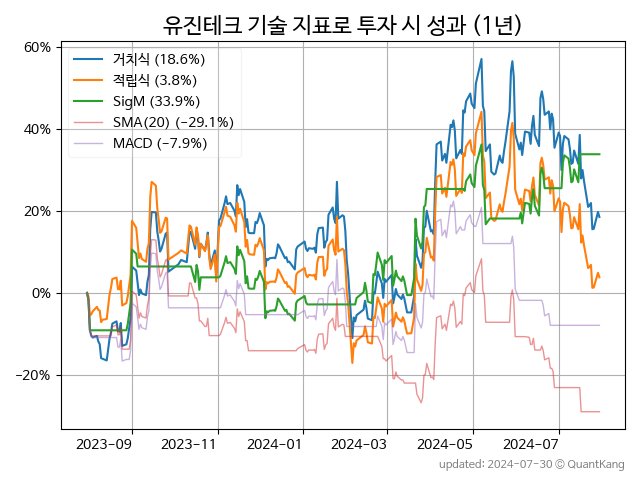 유진테크 기술 지표로 투자 시 성과 (1년)
60%
40%
20%
0%
−20%
거치식 (18.6%)
적립식 (3.8%)
SigM (33.9%)
SMA(20) (−29.1%)
MACD (−7.9%)
2023-09
2023-11
2024-01
2024-03
2024-05
2024-07
updated: 2024-07-30 © QuantKang